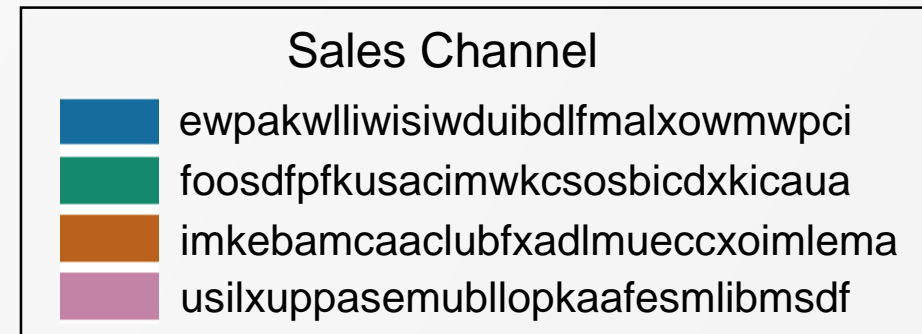 Sales Channel
ewpakwlliwisiwduibdlfmalxowmwpci
foosdfpfkusacimwkcsosbicdxkicaua
imkebamcaaclubfxadlmueccxoimlema
usilxuppasemubllopkaafesmlibmsdf